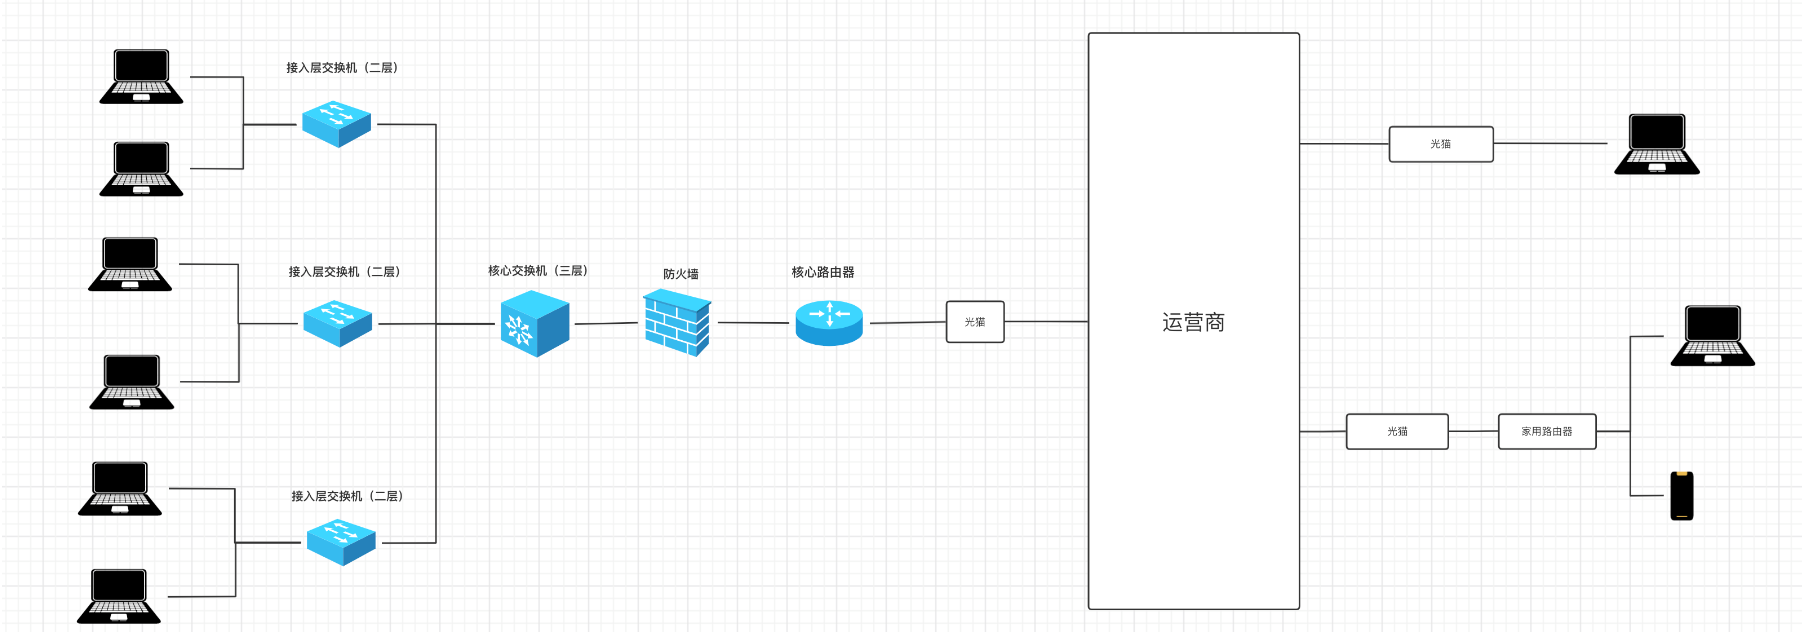 接入层交换机（二层）
接入层交换机（二层）
接入层交换机（二层）
核心交换机（三层）
防火墙
核心路由器
光猫
运营商
光猫
光猫
家用路由器